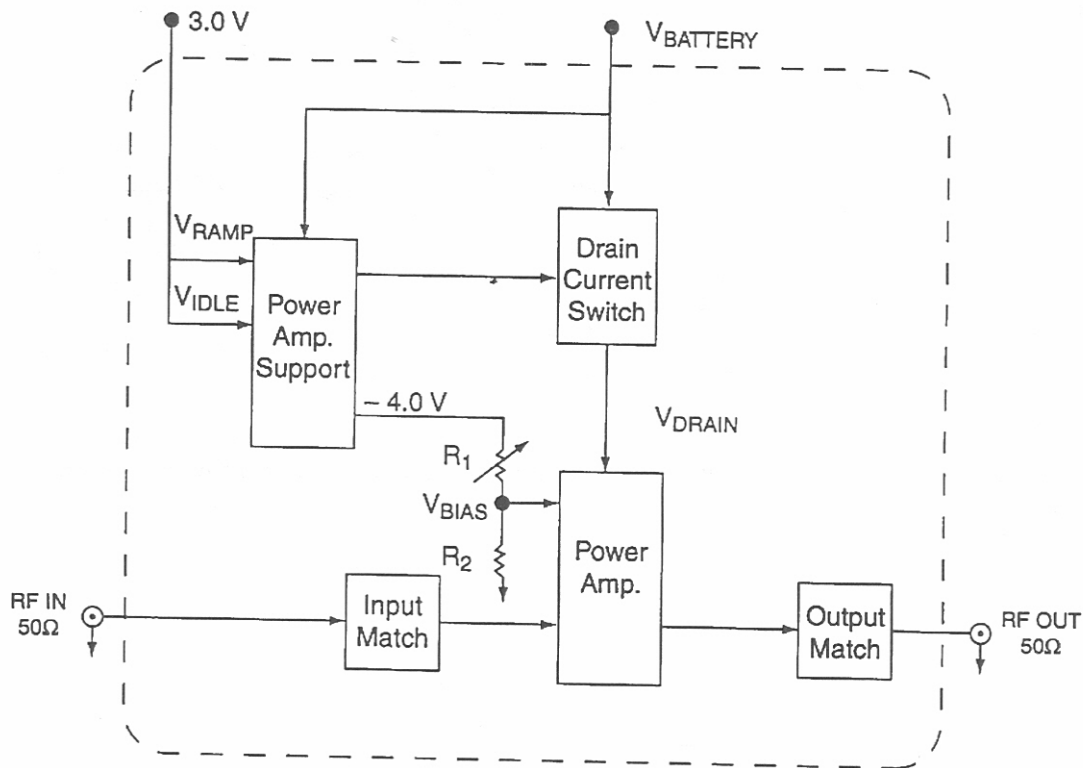 3.0 V
VBATTERY
VRAMP
VIDLE
Power
Amp.
Support
Drain
Current
Switch
– 4.0 V
VDRAIN
R1
VBIAS
R2
Power
Amp.
RF IN
50Ω
Input
Match
Output
Match
RF OUT
50Ω